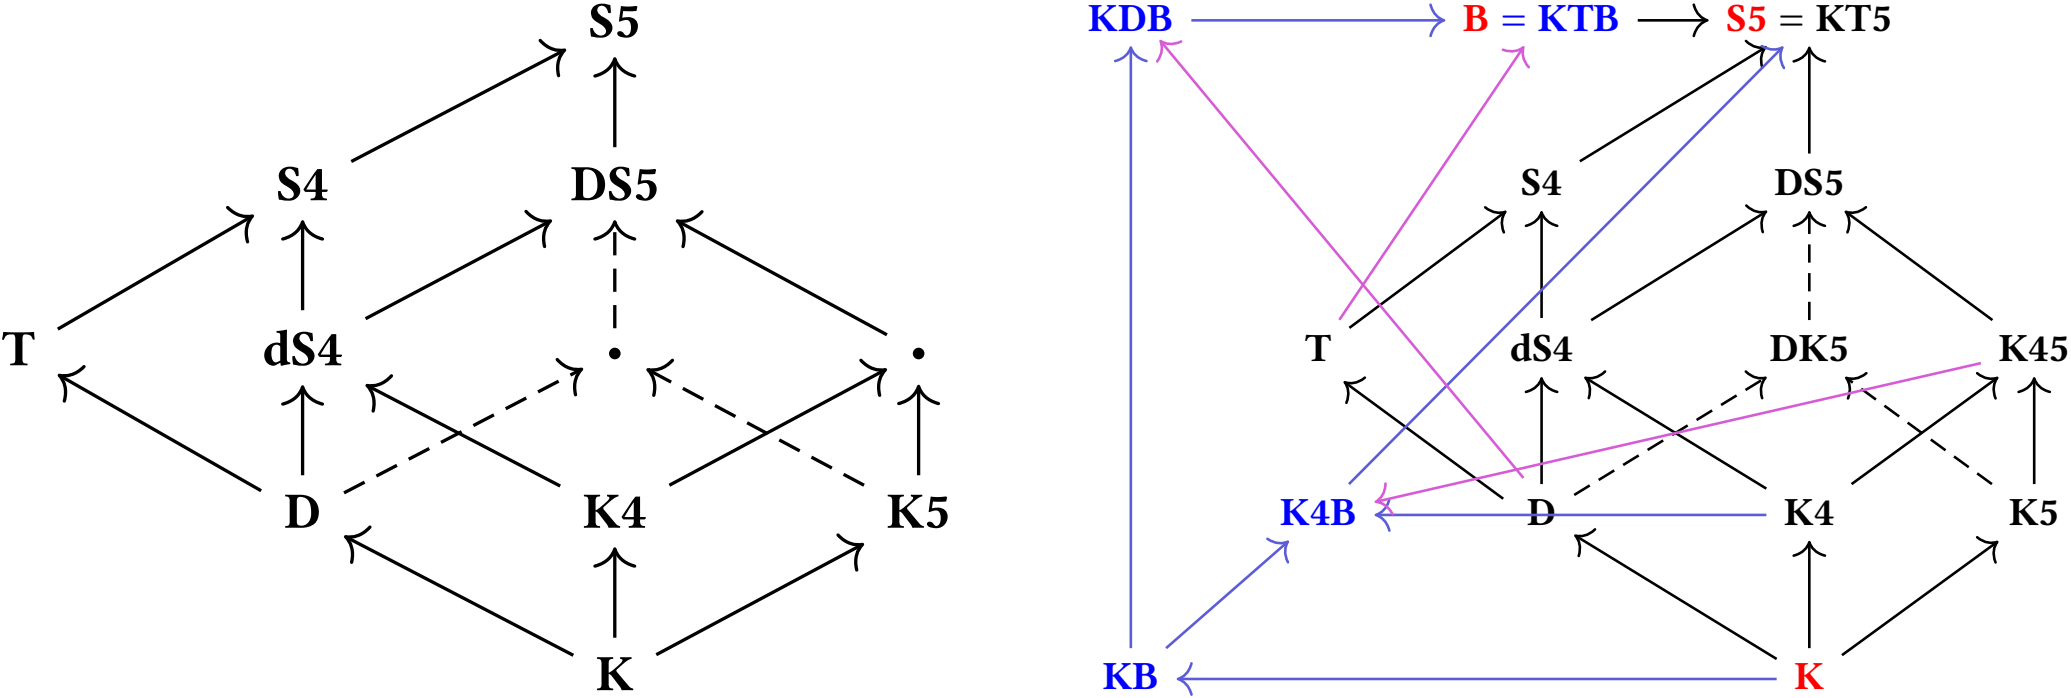 S5
S4 DS5
T dS4
D K4 K5
K
KDB B = KTB S5 = KT5
S4 DS5
T dS4 DK5 K45
K4B D K4 K5
KB K